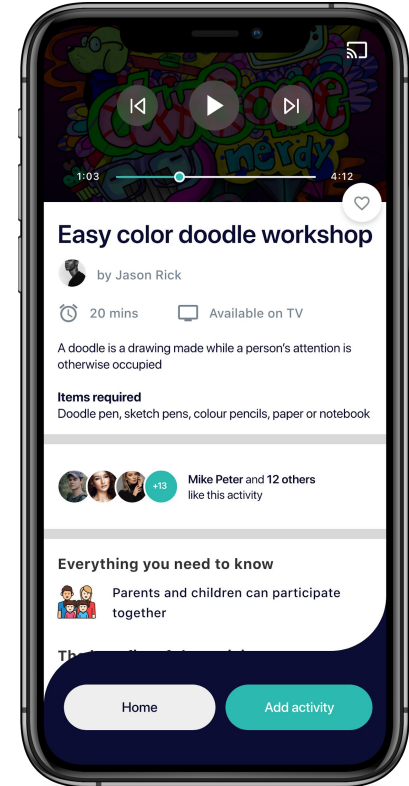 AWESOME
nerdy
1:03
4:12
Easy color doodle workshop
by Jason Rick
20 mins
Available on TV
A doodle is a drawing made while a person's attention is
otherwise occupied
Items required
Doodle pen, sketch pens, colour pencils, paper or notebook
+13
Mike Peter and 12 others
like this activity
Everything you need to know
Parents and children can participate
together
Home
Add activity